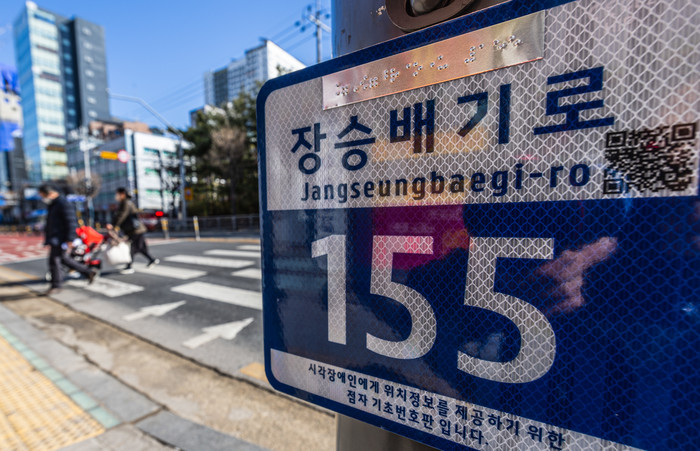 장승배기로
Jangseungbaegi-ro
155
시각장애인에게 위치정보를 제공하기 위한
점자 기초번호판 입니다.